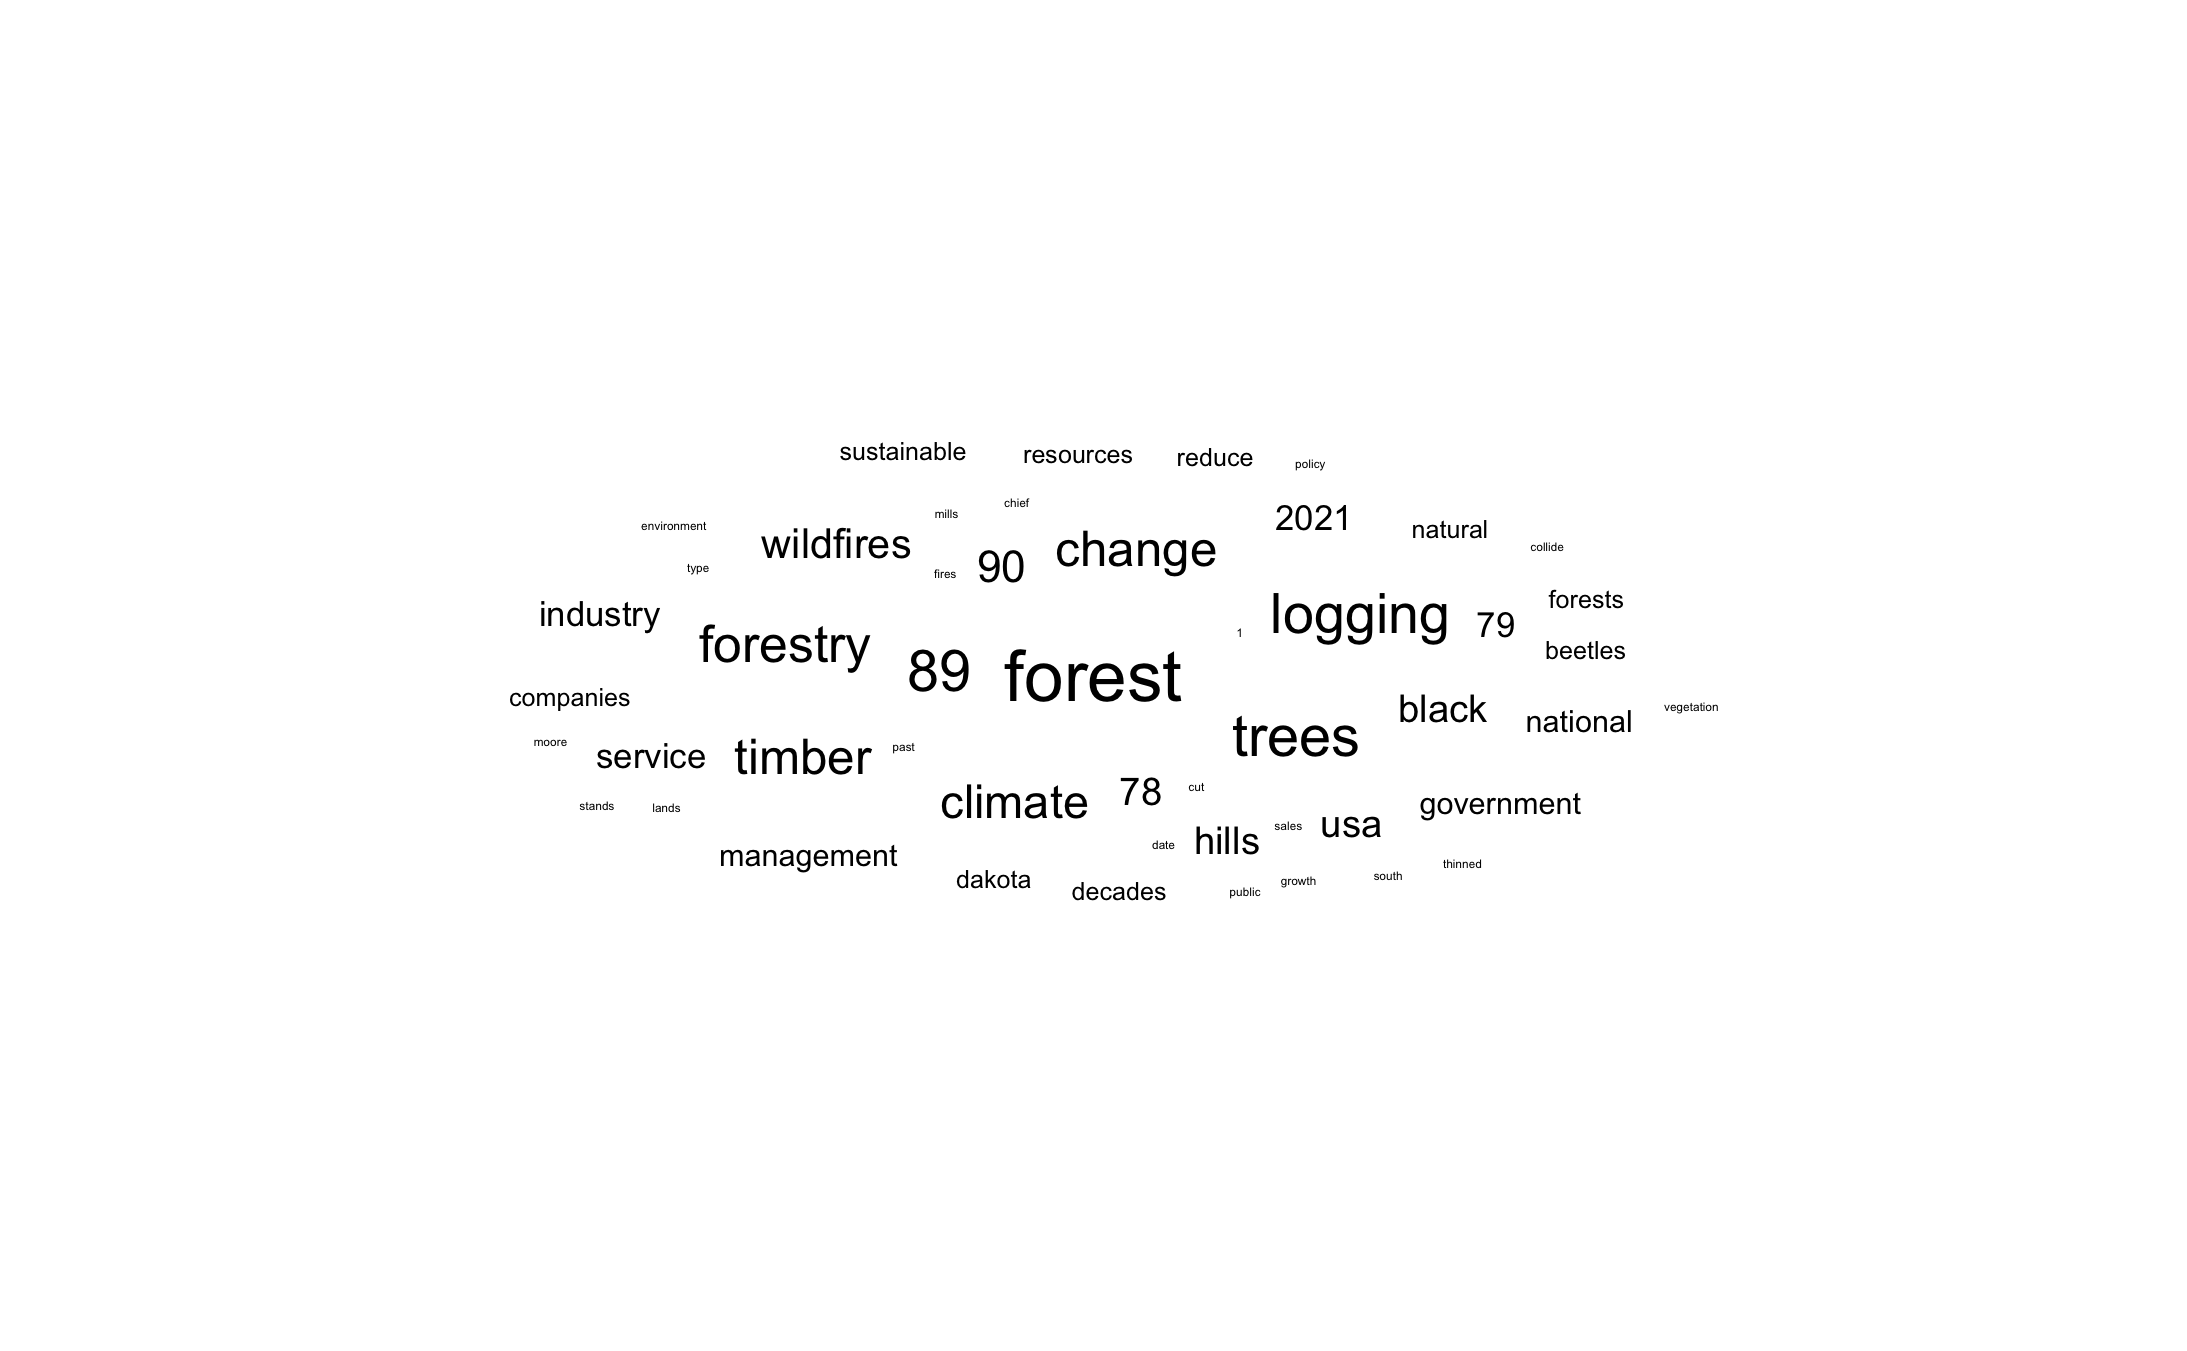 sustainable resources reduce policy
chief
mills 2021
environment wildfires change natural
type fires 90 collide
industry logging forests
forestry 1 79
89 forest beetles
companies black national vegetation
moore service timber past trees
stands lands climate 78 cut government
hills sales usa
management date
dakota decades public growth south thinned